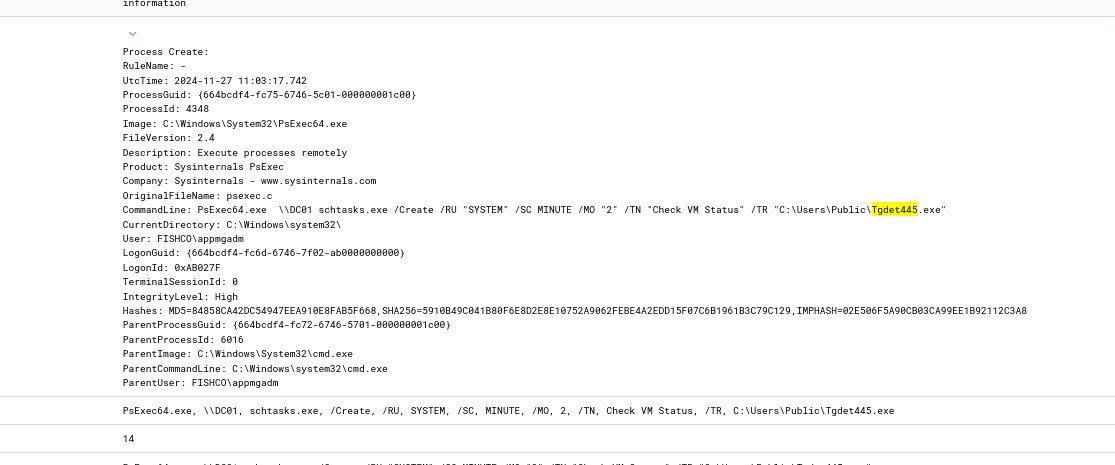 information
Process Create:
RuleName: -
UtcTime: 2024-11-27 11:03:17.742
ProcessGuid: {664bcdf4-fc75-6746-5c01-000000001c00}
ProcessId: 4348
Image: C:\Windows\System32\PsExec64.exe
FileVersion: 2.4
Description: Execute processes remotely
Product: Sysinternals PsExec
Company: Sysinternals - www.sysinternals.com
OriginalFileName: psexec.c
CommandLine: PsExec64.exe  \\DC01 schtasks.exe /Create /RU "SYSTEM" /SC MINUTE /MO "2" /TN "Check VM Status" /TR "C:\Users\Public\Tgdet445.exe"
CurrentDirectory: C:\Windows\system32\
User: FISHCO\appmgadm
LogonGuid: {664bcdf4-fc6d-6746-7f02-ab0000000000}
LogonId: 0xAB027F
TerminalSessionId: 0
IntegrityLevel: High
Hashes: MD5=84858CA42DC54947EEA910E8FAB5F668,SHA256=5910B49C041B80F6E8D2E8E10752A9062FEBE4A2EDD15F07C6B1961B3C79C129,IMPHASH=02E506F5A90CB03CA99EE1B92112C3A8
ParentProcessGuid: {664bcdf4-fc72-6746-5701-000000001c00}
ParentProcessId: 6016
ParentImage: C:\Windows\System32\cmd.exe
ParentCommandLine: C:\Windows\system32\cmd.exe
ParentUser: FISHCO\appmgadm
PsExec64.exe, \\DC01, schtasks.exe, /Create, /RU, SYSTEM, /SC, MINUTE, /MO, 2, /TN, Check VM Status, /TR, C:\Users\Public\Tgdet445.exe
14